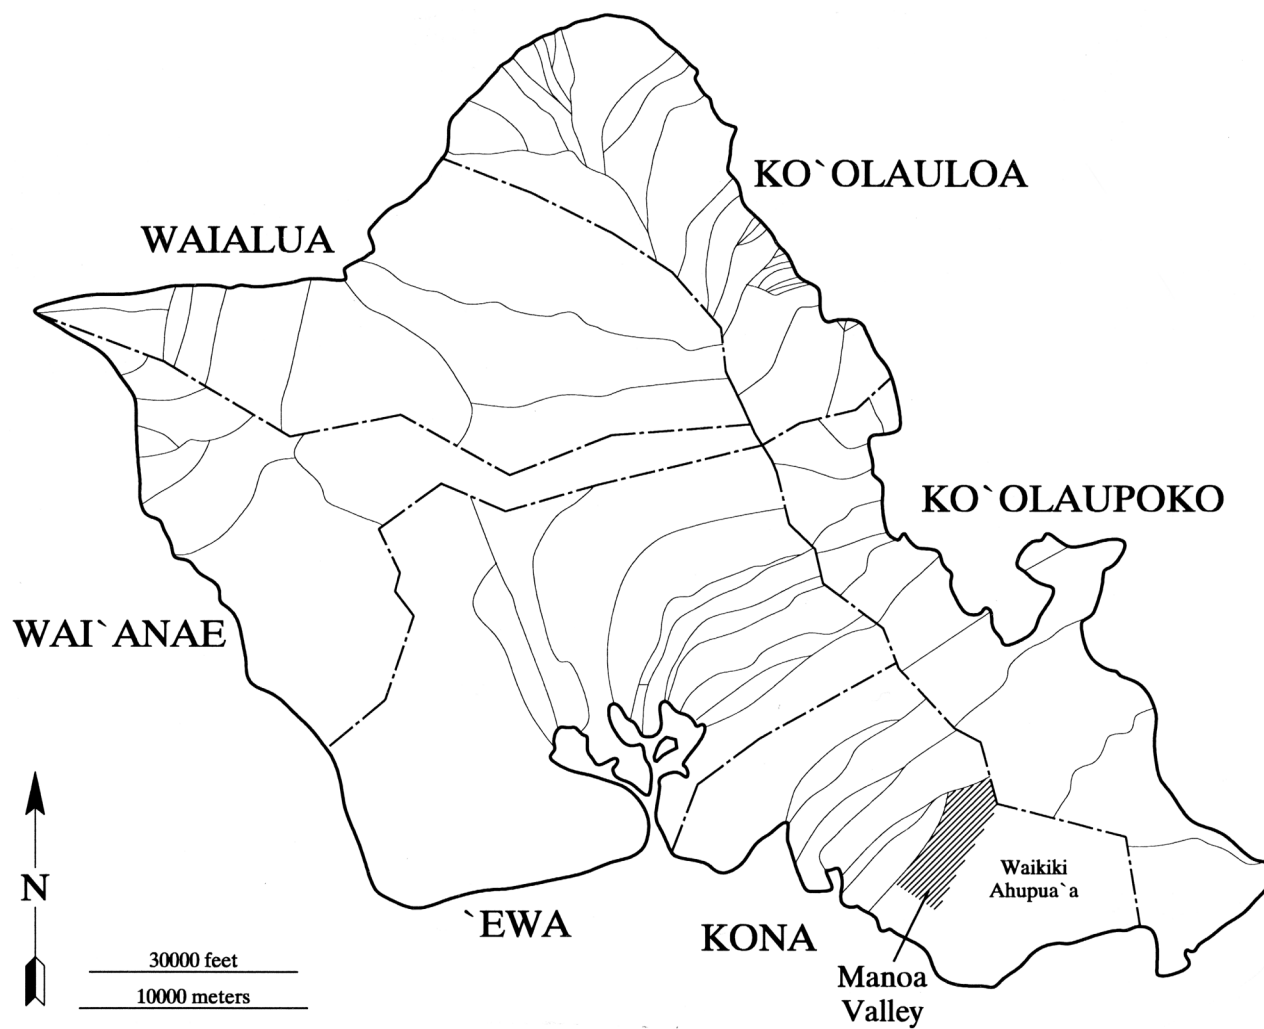 KO`OLAULOA
WAIALUA
KO`OLAUPOKO
WAI`ANAE
Waikiki
Ahupua`a
N
`EWA
KONA
30000 feet
10000 meters
Manoa
Valley